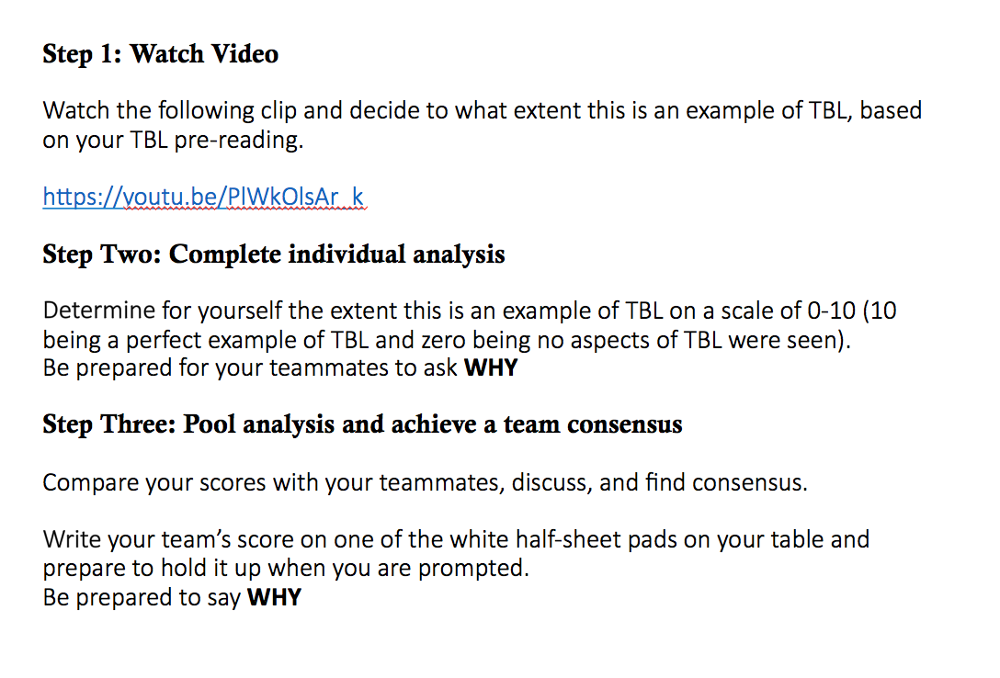 Step 1: Watch Video
Watch the following clip and decide to what extent this is an example of TBL, based
on your TBL pre-reading.
https://youtu.be/PlWkOlsAr_k
Step Two: Complete individual analysis
Determine for yourself the extent this is an example of TBL on a scale of 0-10 (10
being a perfect example of TBL and zero being no aspects of TBL were seen).
Be prepared for your teammates to ask WHY
Step Three: Pool analysis and achieve a team consensus
Compare your scores with your teammates, discuss, and find consensus.
Write your team’s score on one of the white half-sheet pads on your table and
prepare to hold it up when you are prompted.
Be prepared to say WHY